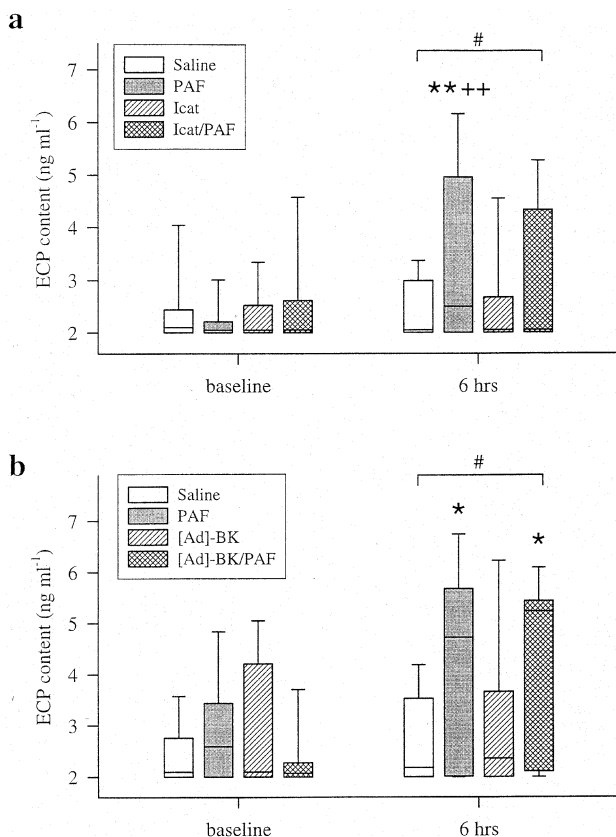 a
#
7
Saline
PAF
**++
6
Icat
Icat/PAF
5
ECP content (ng ml⁻¹)
4
3
2
baseline
6 hrs
b
#
Saline
7
PAF
*
[Ad]-BK
*
6
[Ad]-BK/PAF
5
ECP content (ng ml⁻¹)
4
3
2
baseline
6 hrs